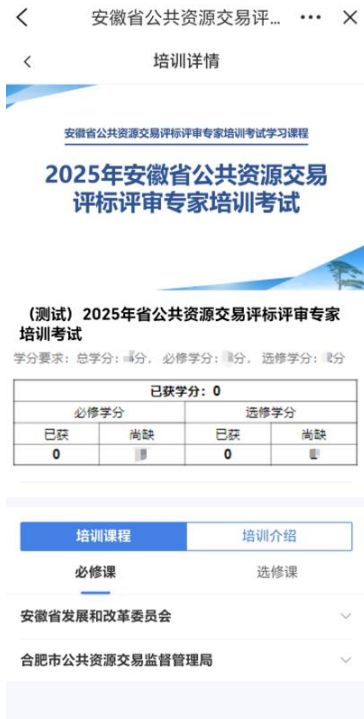 安徽省公共资源交易评...
培训详情
安徽省公共资源交易评标评审专家培训考试学习课程
2025年安徽省公共资源交易
评标评审专家培训考试
（测试）2025年省公共资源交易评标评审专家
培训考试
学分要求：总学分：分，必修学分：分，选修学分：分
已获学分：0
必修学分 选修学分
已获 尚缺 已获 尚缺
0 0
培训课程 培训介绍
必修课 选修课
安徽省发展和改革委员会
合肥市公共资源交易监督管理局